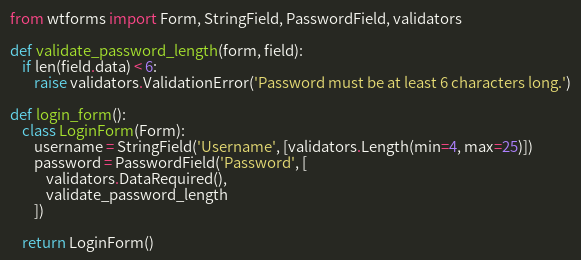 from wtforms import Form, StringField, PasswordField, validators

def validate_password_length(form, field):
    if len(field.data) < 6:
        raise validators.ValidationError('Password must be at least 6 characters long.')

def login_form():
    class LoginForm(Form):
        username = StringField('Username', [validators.Length(min=4, max=25)])
        password = PasswordField('Password', [
            validators.DataRequired(),
            validate_password_length
        ])

    return LoginForm()